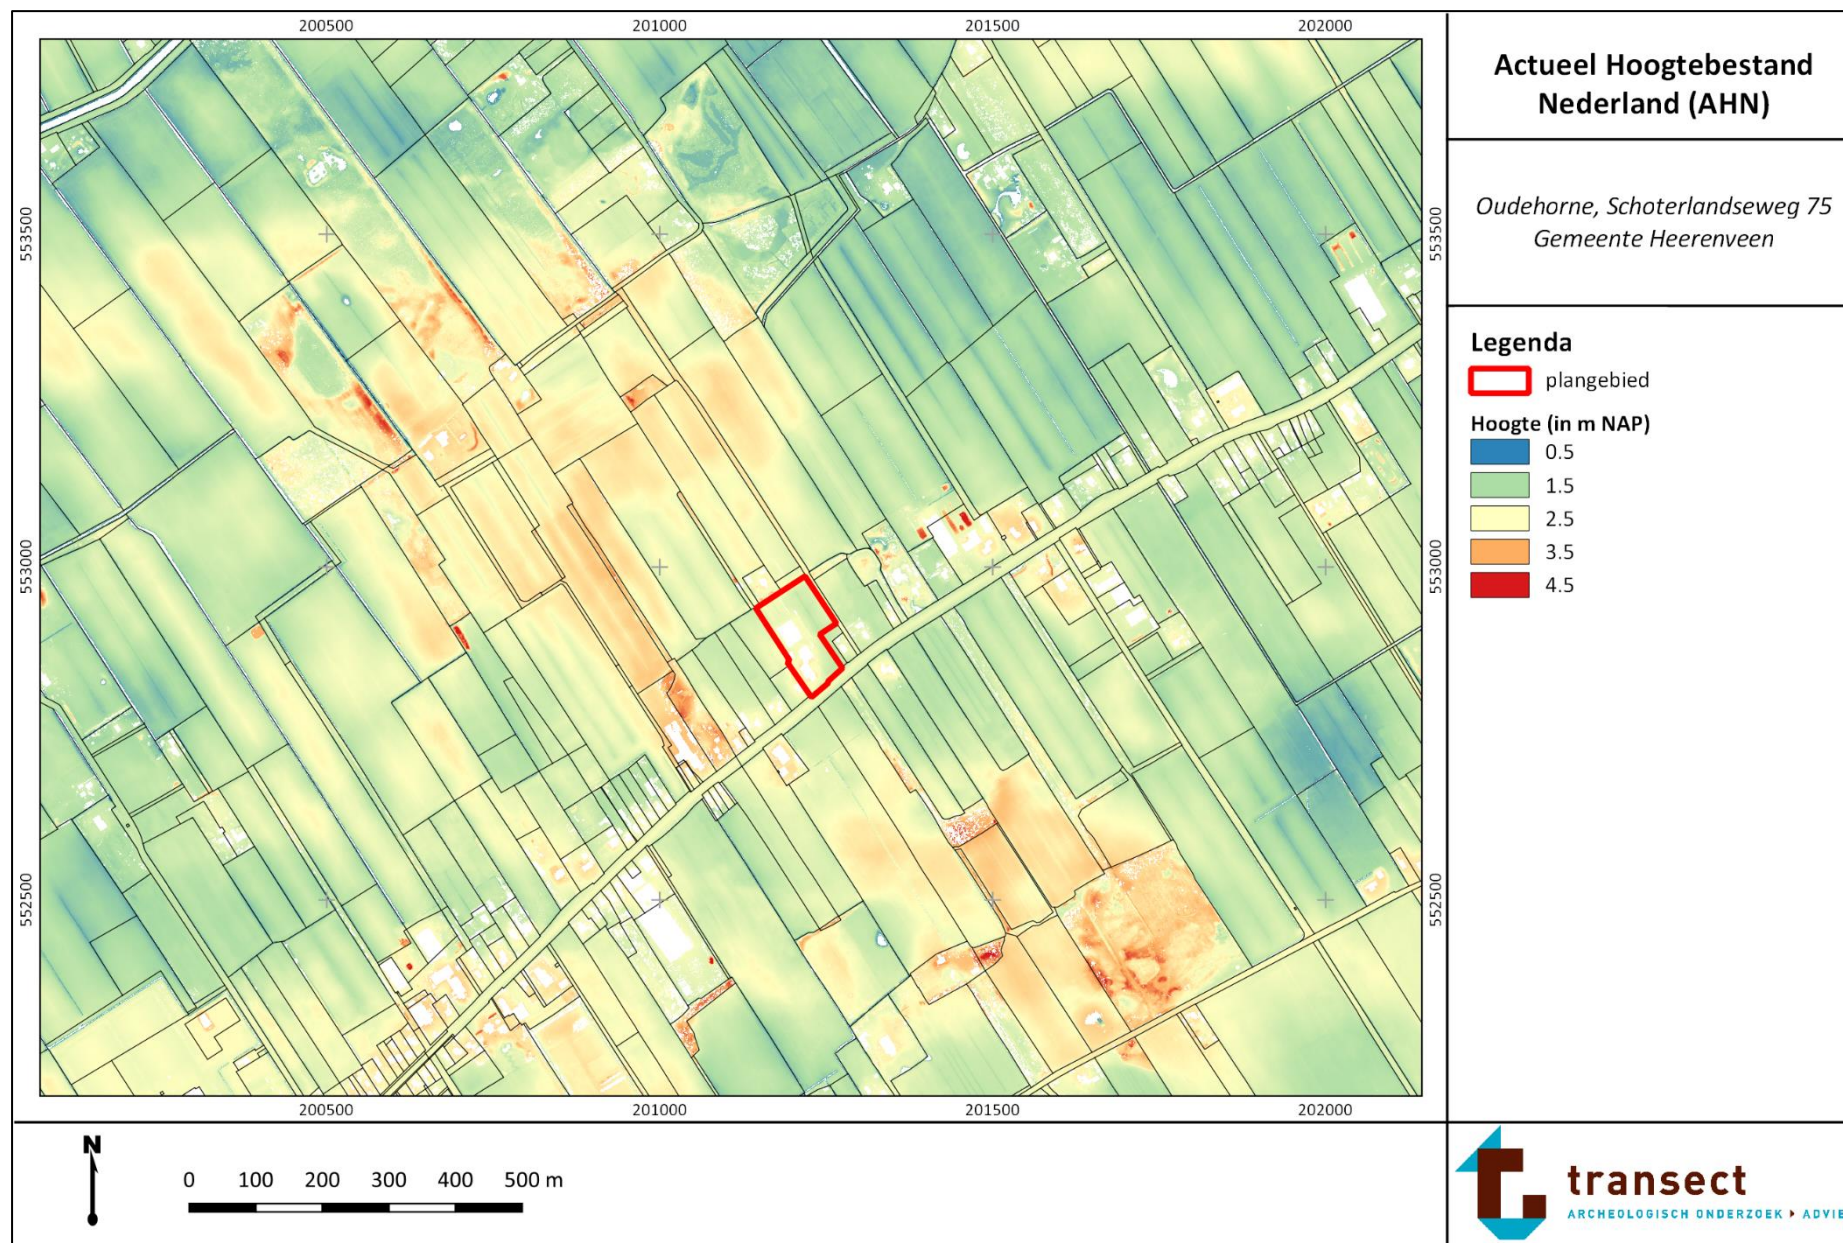 200500 201000 201500 202000
553500 553500
553000 553000
552500 552500
200500 201000 201500 202000
N
0 100 200 300 400 500 m
Actueel Hoogtebestand
Nederland (AHN)
Oudehorne, Schoterlandseweg 75
Gemeente Heerenveen
Legenda
plangebied
Hoogte (in m NAP)
0.5
1.5
2.5
3.5
4.5
transect
ARCHEOLOGISCH ONDERZOEK ▸ ADVIE